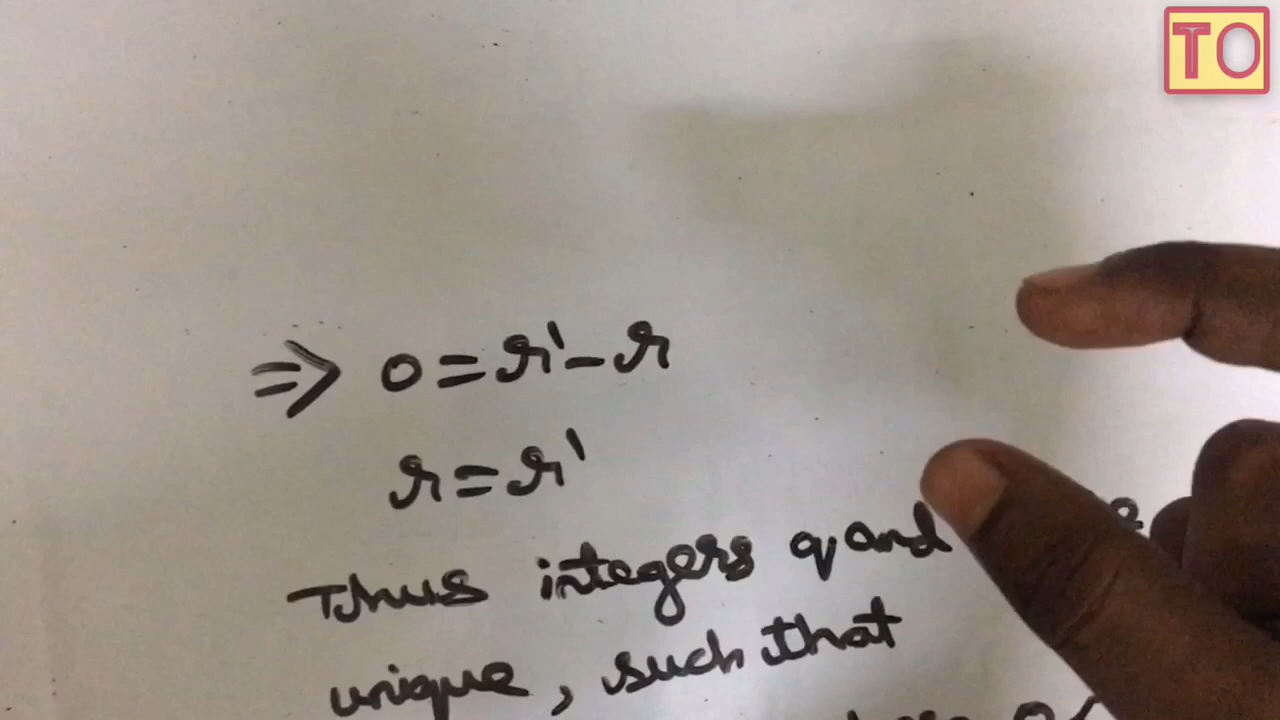 TO
⇒ 0 = r' - r
r = r'
Thus integers q and
unique, such that